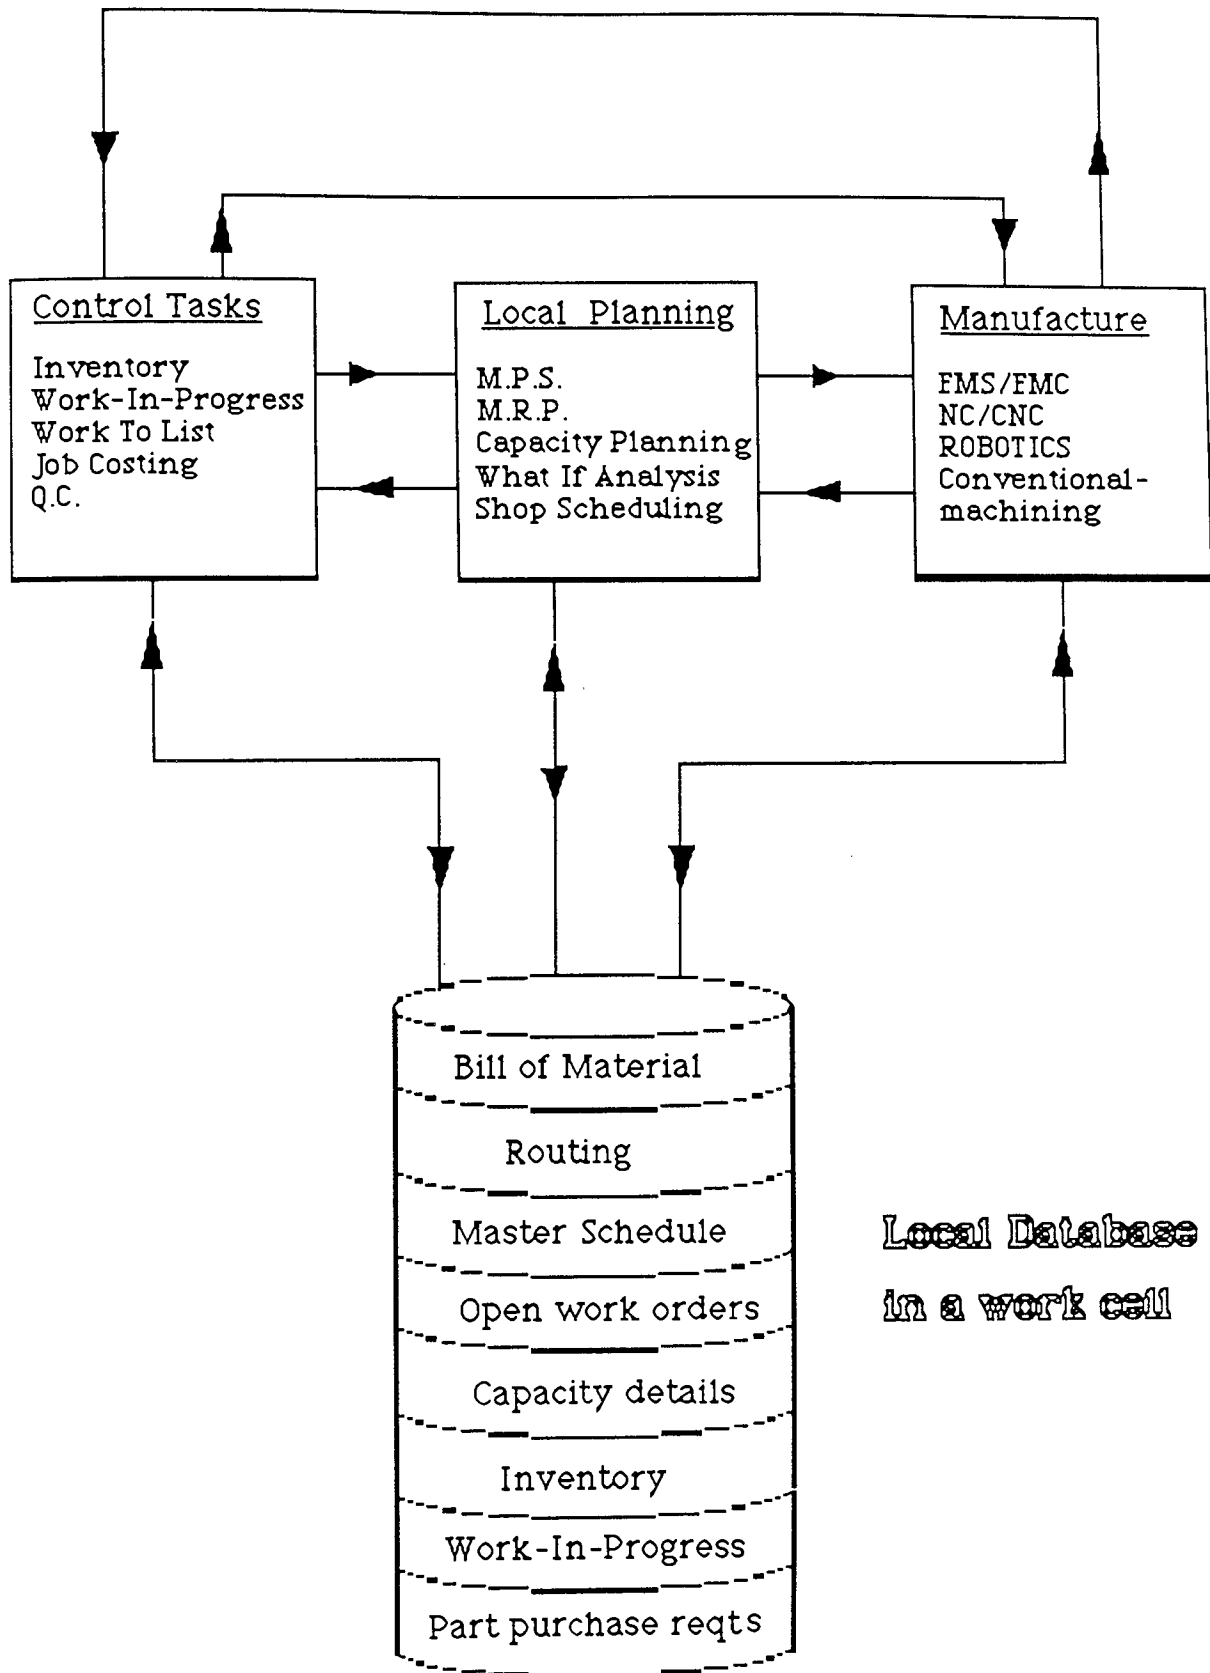 Control Tasks
Inventory
Work-In-Progress
Work To List
Job Costing
Q.C.
Local Planning
M.P.S.
M.R.P.
Capacity Planning
What If Analysis
Shop Scheduling
Manufacture
FMS/FMC
NC/CNC
ROBOTICS
Conventional-
machining
Bill of Material
Routing
Master Schedule
Open work orders
Capacity details
Inventory
Work-In-Progress
Part purchase reqts
Local Database
in a work cell